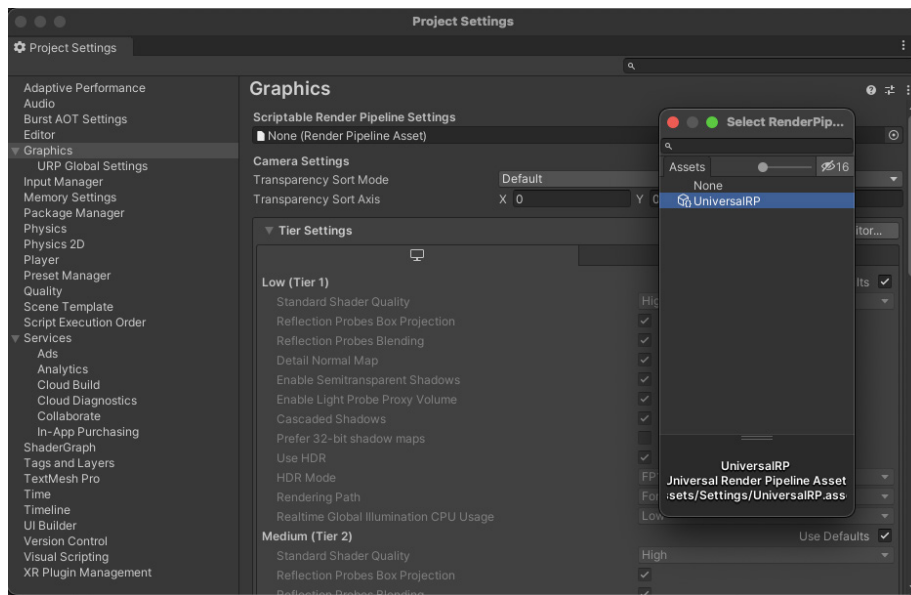 Project Settings
Project Settings
Adaptive Performance
Audio
Burst AOT Settings
Editor
Graphics
URP Global Settings
Input Manager
Memory Settings
Package Manager
Physics
Physics 2D
Player
Preset Manager
Quality
Scene Template
Script Execution Order
Services
Ads
Analytics
Cloud Build
Cloud Diagnostics
Collaborate
In-App Purchasing
ShaderGraph
Tags and Layers
TextMesh Pro
Time
Timeline
UI Builder
Version Control
Visual Scripting
XR Plugin Management
Graphics
Scriptable Render Pipeline Settings
None (Render Pipeline Asset)
Camera Settings
Transparency Sort Mode Default
Transparency Sort Axis X 0 Y 0
Tier Settings itor...
Low (Tier 1) lts
Standard Shader Quality Hig
Reflection Probes Box Projection
Reflection Probes Blending
Detail Normal Map
Enable Semitransparent Shadows
Enable Light Probe Proxy Volume
Cascaded Shadows
Prefer 32-bit shadow maps
Use HDR
HDR Mode FP
Rendering Path For
Realtime Global Illumination CPU Usage Low
Medium (Tier 2) Use Defaults
Standard Shader Quality High
Reflection Probes Box Projection
Reflection Probes Blending
Select RenderPip...
Assets 16
None
UniversalRP
UniversalRP
Universal Render Pipeline Asset
sets/Settings/UniversalRP.ass